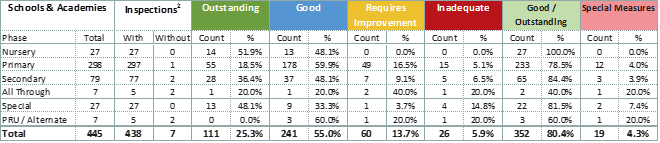 Schools & Academies Inspections² Outstanding Good Requires Improvement Inadequate Good / Outstanding Special Measures
Phase Total With Without Count % Count % Count % Count % Count % Count %
Nursery 27 27 0 14 51.9% 13 48.1% 0 0.0% 0 0.0% 27 100.0% 0 0.0%
Primary 298 297 1 55 18.5% 178 59.9% 49 16.5% 15 5.1% 233 78.5% 12 4.0%
Secondary 79 77 2 28 36.4% 37 48.1% 7 9.1% 5 6.5% 65 84.4% 3 3.9%
All Through 7 5 2 1 20.0% 1 20.0% 2 40.0% 1 20.0% 2 40.0% 1 20.0%
Special 27 27 0 13 48.1% 9 33.3% 1 3.7% 4 14.8% 22 81.5% 2 7.4%
PRU / Alternate 7 5 2 0 0.0% 3 60.0% 1 20.0% 1 20.0% 3 60.0% 1 20.0%
Total 445 438 7 111 25.3% 241 55.0% 60 13.7% 26 5.9% 352 80.4% 19 4.3%